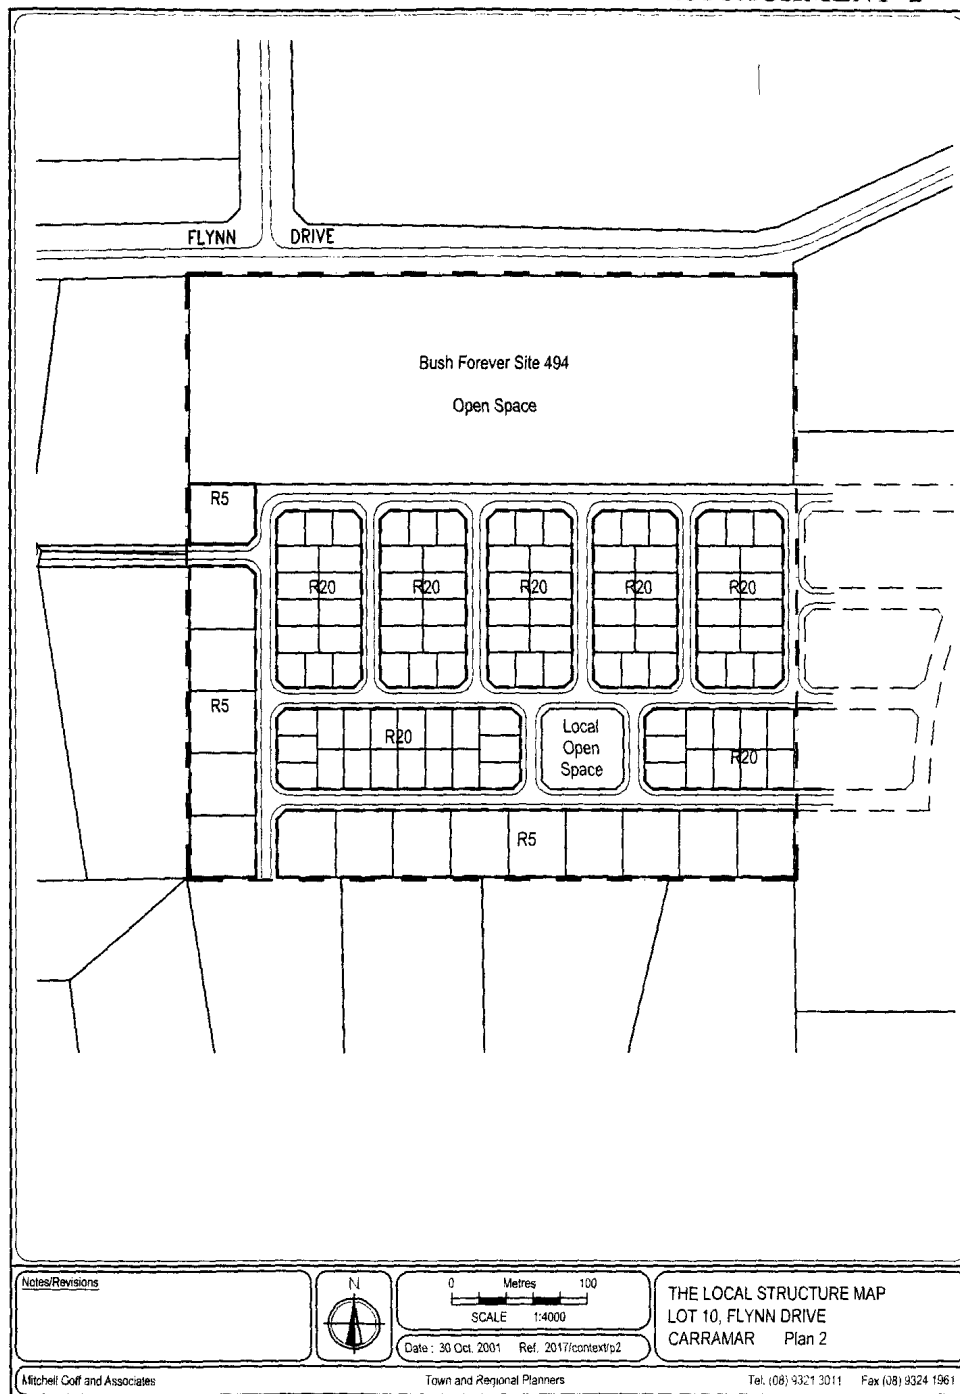 FLYNN DRIVE
Bush Forever Site 494
Open Space
R5
R20 R20 R20 R20 R20
R5
R20
Local
Open
Space
R20
R5
Notes/Revisions
N
0 Metres 100
SCALE 1:4000
Date : 30 Oct. 2001 Ref. 2017/context/p2
THE LOCAL STRUCTURE MAP
LOT 10, FLYNN DRIVE
CARRAMAR Plan 2
Mitchell Goff and Associates Town and Regional Planners Tel. (08) 9321 3011 Fax (08) 9324 1961